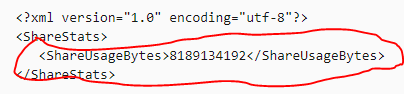 <?xml version="1.0" encoding="utf-8"?>
<ShareStats>
<ShareUsageBytes>8189134192</ShareUsageBytes>
</ShareStats>